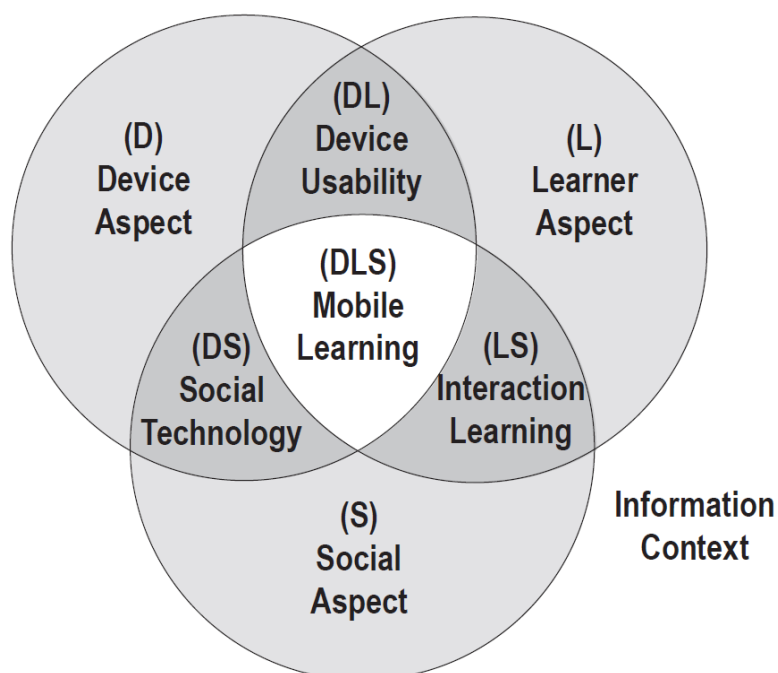 (DL)
Device
Usability
(D)
Device
Aspect
(L)
Learner
Aspect
(DLS)
Mobile
Learning
(DS)
Social
Technology
(LS)
Interaction
Learning
(S)
Social
Aspect
Information
Context